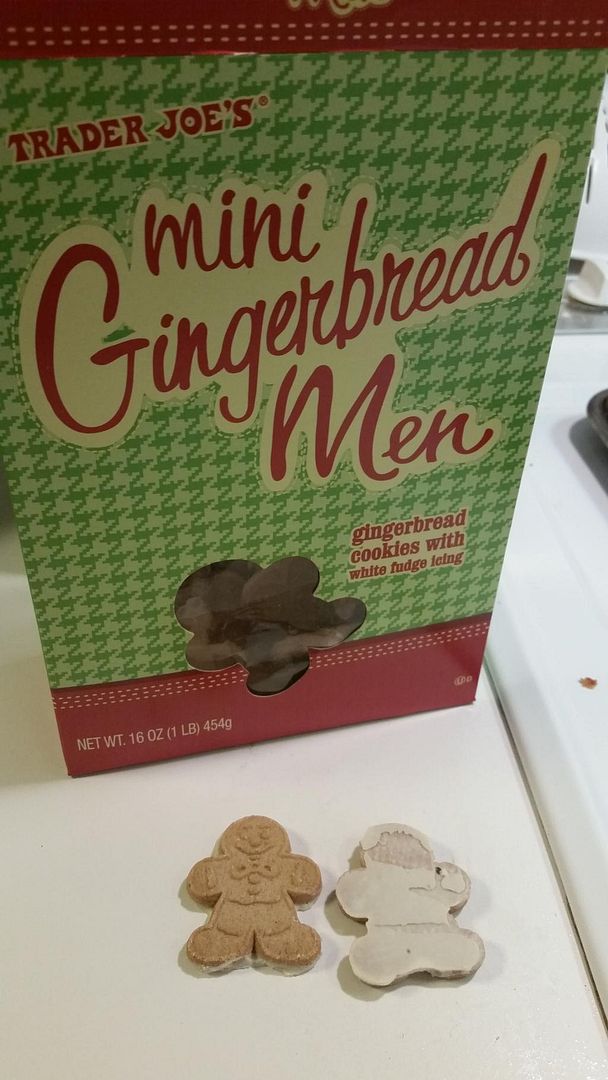 TRADER JOE'S®
mini
Gingerbread
Men
gingerbread
cookies with
white fudge icing
NET WT. 16 OZ (1 LB) 454g